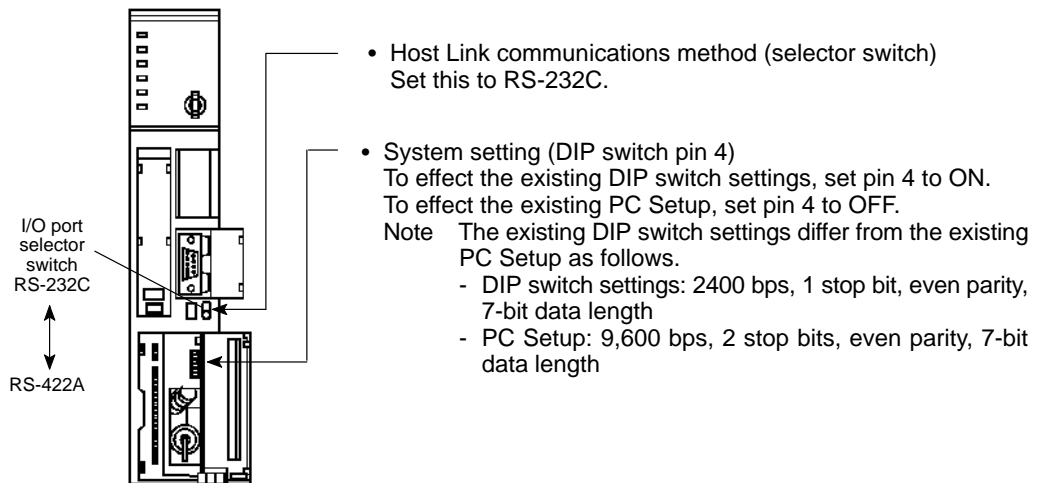 • Host Link communications method (selector switch)
Set this to RS-232C.
• System setting (DIP switch pin 4)
To effect the existing DIP switch settings, set pin 4 to ON.
To effect the existing PC Setup, set pin 4 to OFF.
Note The existing DIP switch settings differ from the existing
PC Setup as follows.
- DIP switch settings: 2400 bps, 1 stop bit, even parity,
7-bit data length
- PC Setup: 9,600 bps, 2 stop bits, even parity, 7-bit
data length
I/O port
selector
switch
RS-232C
RS-422A